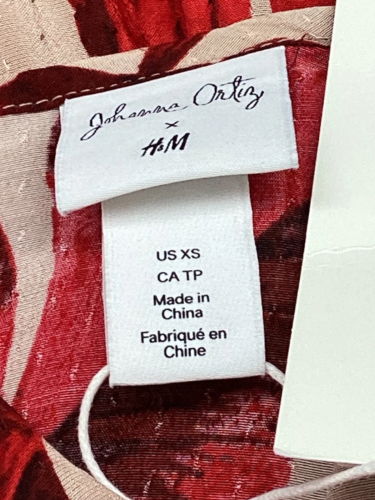 Johanna Ortiz
x
H&M
US XS
CA TP
Made in
China
Fabriqué en
Chine